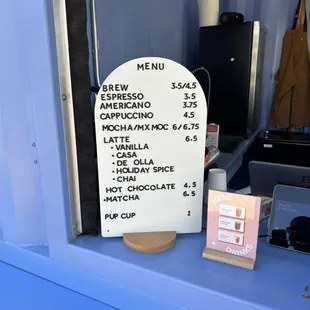 MENU
BREW 3.5/4.5
ESPRESSO 3.5
AMERICANO 3.75
CAPPUCCINO 4.5
MOCHA/MX MOC 6/6.75
LATTE 6.5
• VANILLA
• CASA
• DE OLLA
• HOLIDAY SPICE
• CHAI
HOT CHOCOLATE 4.5
•MATCHA 6.5
PUP CUP 1
NEW
DRINKS